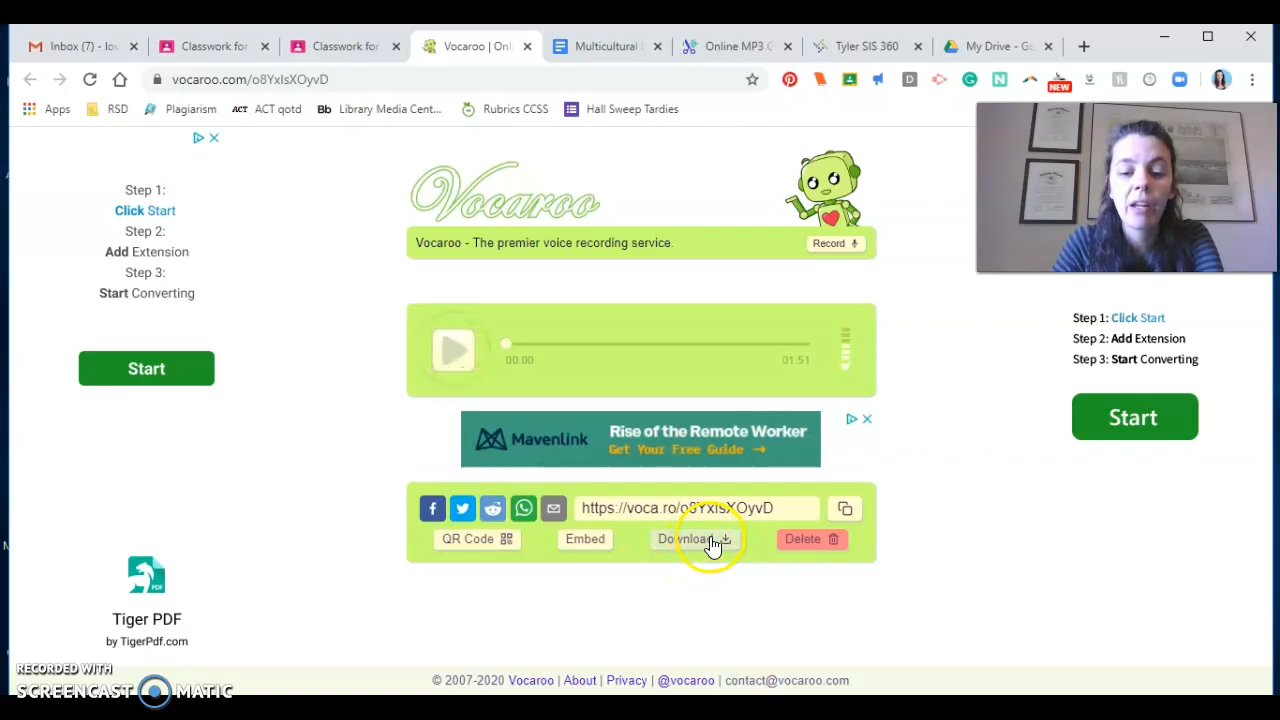 Inbox (7) - lov
Classwork for
Classwork for
Vocaroo | Onl
Multicultural
Online MP3 C
Tyler SIS 360
My Drive - Go
vocaroo.com/o8YxIsXOyvD
NEW
Apps
RSD
Plagiarism
ACT ACT qotd
Bb Library Media Cent...
Rubrics CCSS
Hall Sweep Tardies
Step 1:
Click Start
Step 2:
Add Extension
Step 3:
Start Converting
Start
Tiger PDF
by TigerPdf.com
Vocaroo
Vocaroo - The premier voice recording service.
Record
00:00
01:51
Mavenlink
Rise of the Remote Worker
Get Your Free Guide →
https://voca.ro/o8YxIsXOyvD
QR Code
Embed
Download
Delete
Step 1: Click Start
Step 2: Add Extension
Step 3: Start Converting
Start
© 2007-2020 Vocaroo | About | Privacy | @vocaroo | contact@vocaroo.com
RECORDED WITH
SCREENCAST MATIC